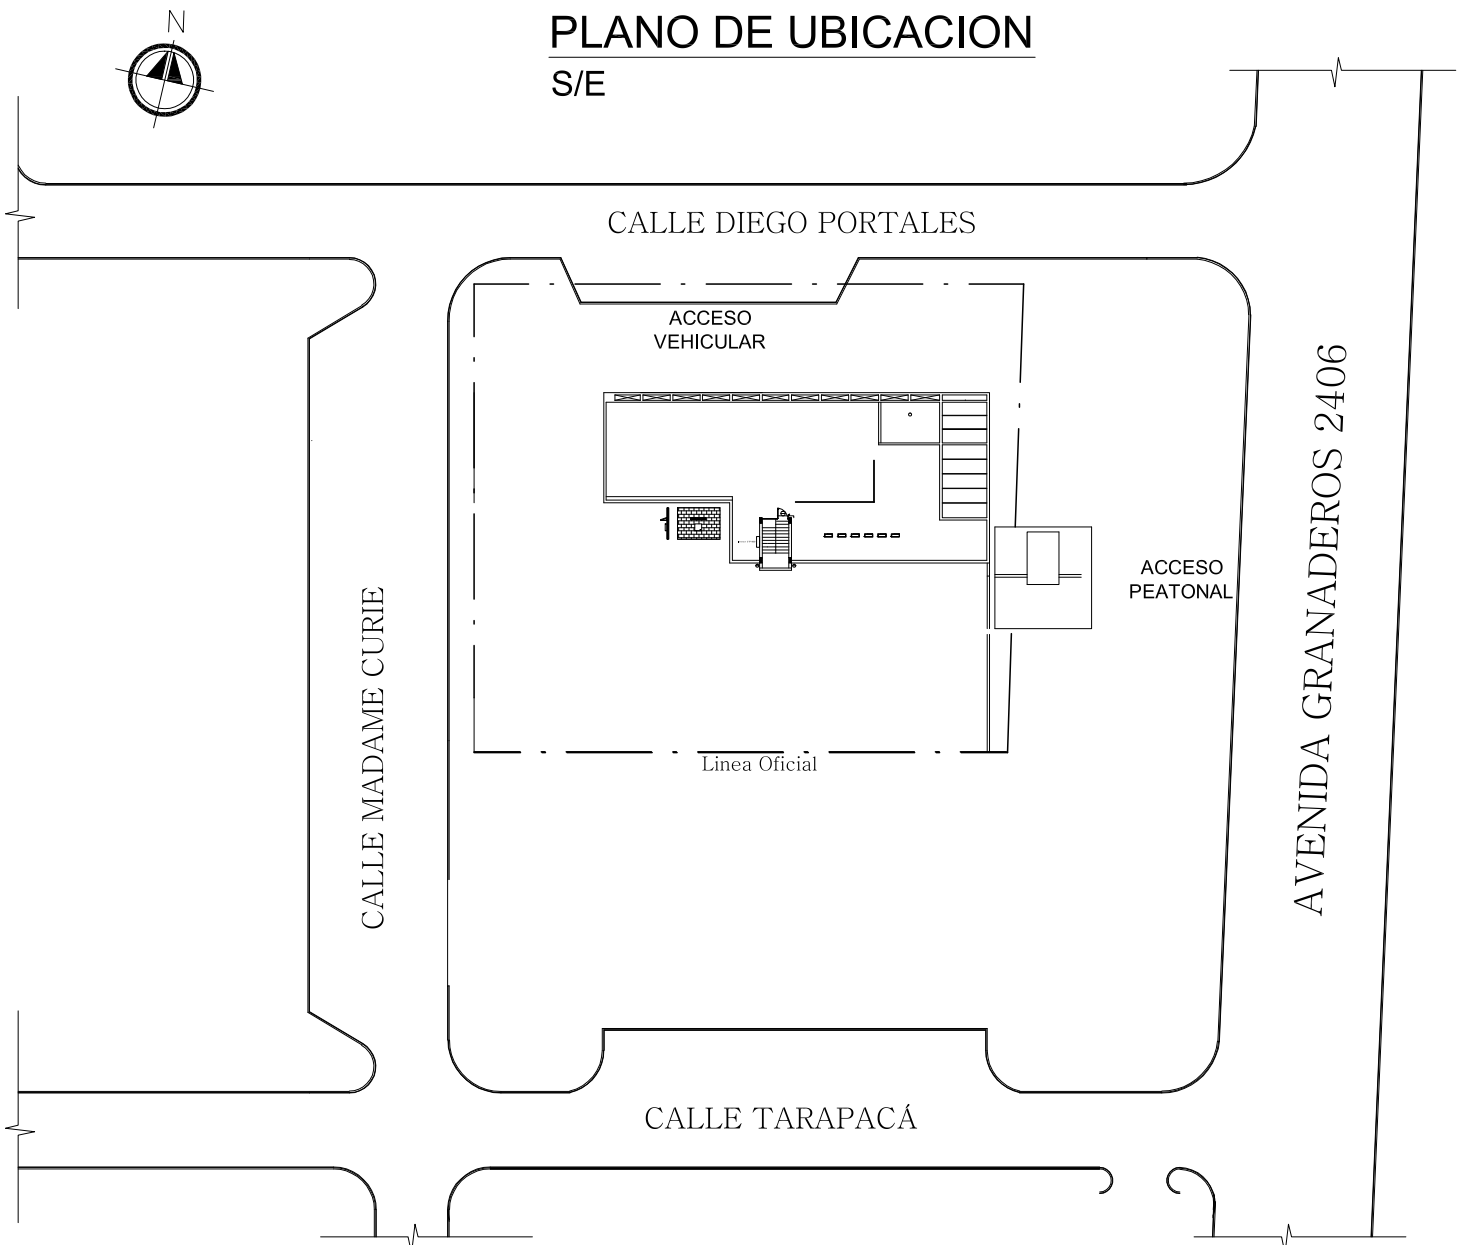 N
PLANO DE UBICACION
S/E
CALLE DIEGO PORTALES
ACCESO
VEHICULAR
AVENIDA GRANADEROS 2406
ACCESO
PEATONAL
CALLE MADAME CURIE
Linea Oficial
CALLE TARAPACÁ